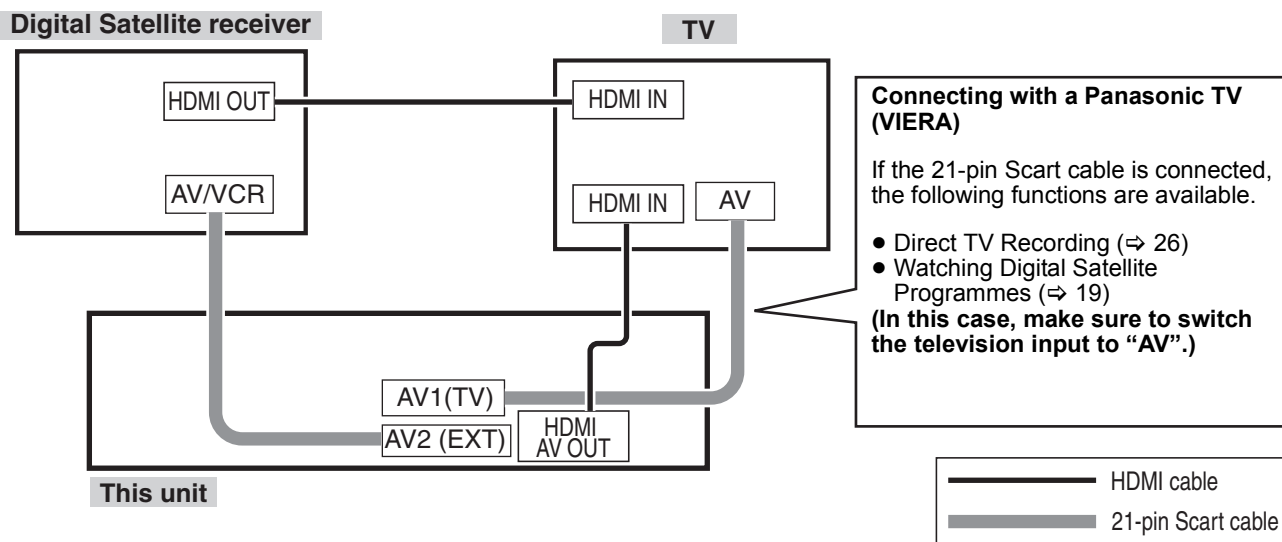 Digital Satellite receiver
TV
HDMI OUT
HDMI IN
AV/VCR
HDMI IN
AV
Connecting with a Panasonic TV
(VIERA)
If the 21-pin Scart cable is connected,
the following functions are available.
● Direct TV Recording (⇨ 26)
● Watching Digital Satellite
Programmes (⇨ 19)
(In this case, make sure to switch
the television input to “AV”.)
AV1(TV)
AV2 (EXT)
HDMI
AV OUT
This unit
HDMI cable
21-pin Scart cable